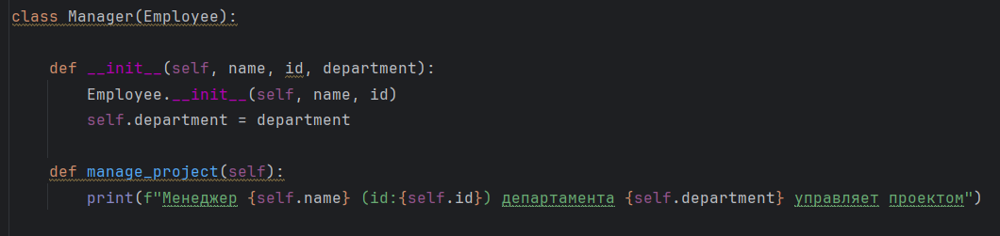 class Manager(Employee):
def __init__(self, name, id, department):
Employee.__init__(self, name, id)
self.department = department
def manage_project(self):
print(f"Менеджер {self.name} (id:{self.id}) департамента {self.department} управляет проектом")